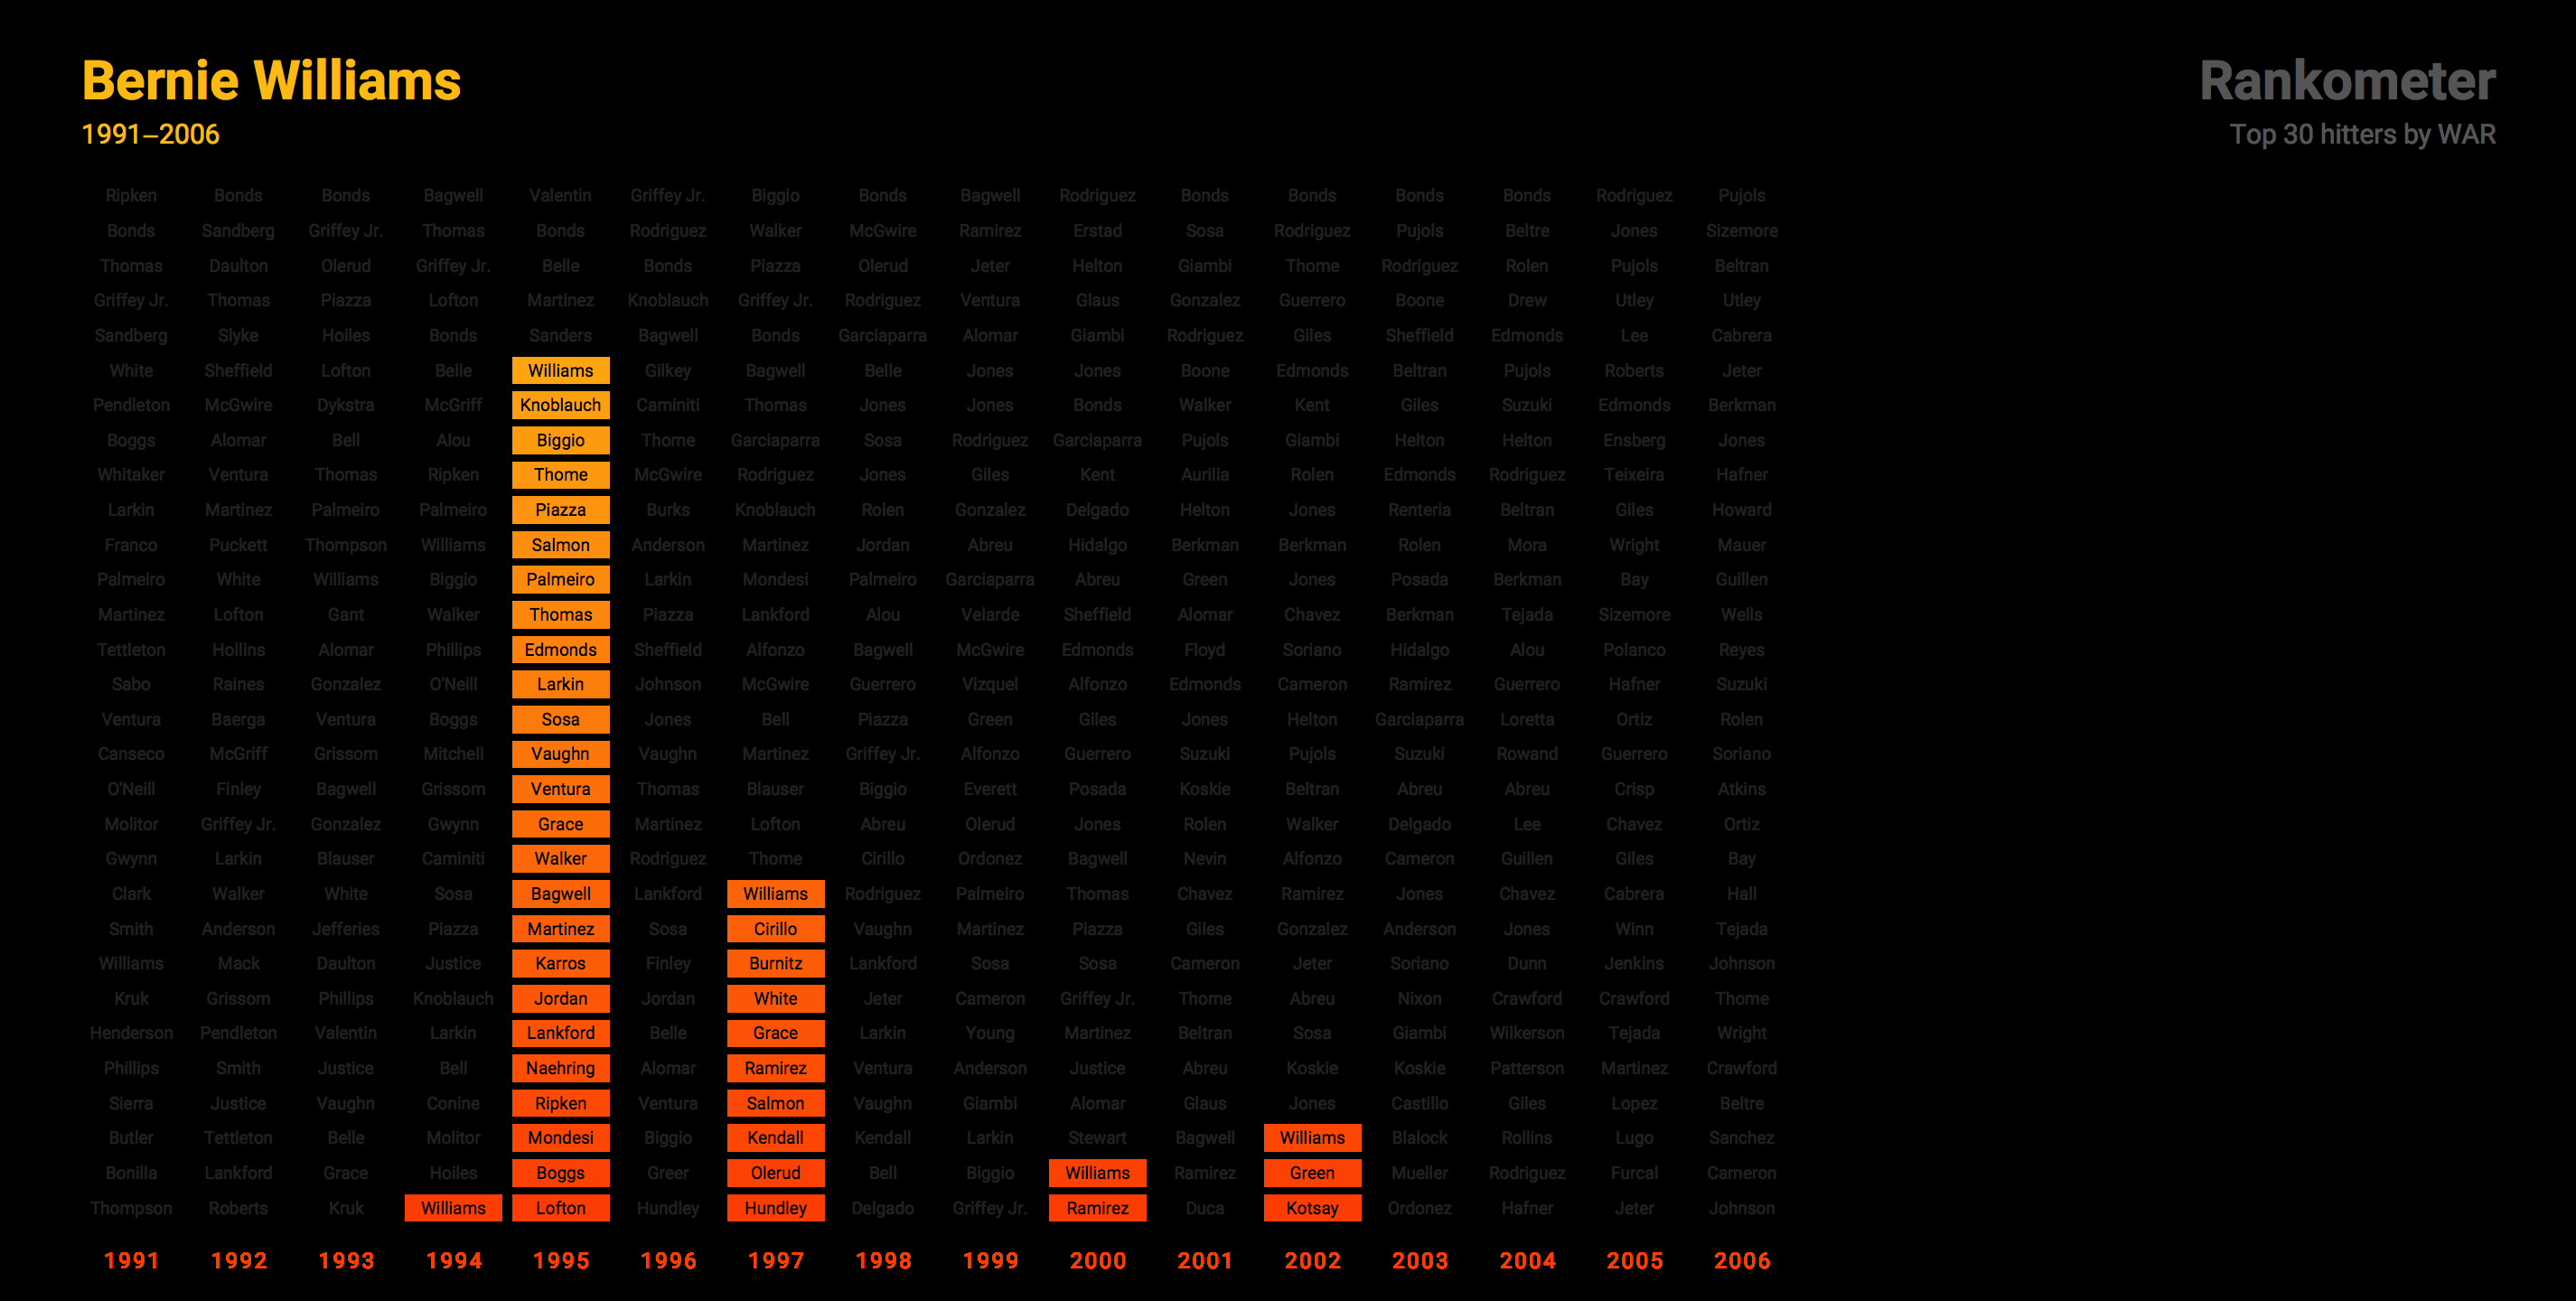 Bernie Williams Rankometer
1991–2006 Top 30 hitters by WAR
Ripken Bonds Bonds Bagwell Valentin Griffey Jr. Biggio Bonds Bagwell Rodriguez Bonds Bonds Bonds Bonds Rodriguez Pujols
Bonds Sandberg Griffey Jr. Thomas Bonds Rodriguez Walker McGwire Ramirez Erstad Sosa Rodriguez Pujols Beltre Jones Sizemore
Thomas Daulton Olerud Griffey Jr. Belle Bonds Piazza Olerud Jeter Helton Giambi Thome Rodriguez Rolen Pujols Beltran
Griffey Jr. Thomas Piazza Lofton Martinez Knoblauch Griffey Jr. Rodriguez Ventura Glaus Gonzalez Guerrero Boone Drew Utley Utley
Sandberg Slyke Hoiles Bonds Sanders Bagwell Bonds Garciaparra Alomar Giambi Rodriguez Giles Sheffield Edmonds Lee Cabrera
White Sheffield Lofton Belle Williams Gilkey Bagwell Belle Jones Jones Boone Edmonds Beltran Pujols Roberts Jeter
Pendleton McGwire Dykstra McGriff Knoblauch Caminiti Thomas Jones Jones Bonds Walker Kent Giles Suzuki Edmonds Berkman
Boggs Alomar Bell Alou Biggio Thome Garciaparra Sosa Rodriguez Garciaparra Pujols Giambi Helton Helton Ensberg Jones
Whitaker Ventura Thomas Ripken Thome McGwire Rodriguez Jones Giles Kent Aurilia Rolen Edmonds Rodriguez Teixeira Hafner
Larkin Martinez Palmeiro Palmeiro Piazza Burks Knoblauch Rolen Gonzalez Delgado Helton Jones Renteria Beltran Giles Howard
Franco Puckett Thompson Williams Salmon Anderson Martinez Jordan Abreu Hidalgo Berkman Berkman Rolen Mora Wright Mauer
Palmeiro White Williams Biggio Palmeiro Larkin Mondesi Palmeiro Garciaparra Abreu Green Jones Posada Berkman Bay Guillen
Martinez Lofton Gant Walker Thomas Piazza Lankford Alou Velarde Sheffield Alomar Chavez Berkman Tejada Sizemore Wells
Tettleton Hollins Alomar Phillips Edmonds Sheffield Alfonzo Bagwell McGwire Edmonds Floyd Soriano Hidalgo Alou Polanco Reyes
Sabo Raines Gonzalez O'Neill Larkin Johnson McGwire Guerrero Vizquel Alfonzo Edmonds Cameron Ramirez Guerrero Hafner Suzuki
Ventura Baerga Ventura Boggs Sosa Jones Bell Piazza Green Giles Jones Helton Garciaparra Loretta Ortiz Rolen
Canseco McGriff Grissom Mitchell Vaughn Vaughn Martinez Griffey Jr. Alfonzo Guerrero Suzuki Pujols Suzuki Rowand Guerrero Soriano
O'Neill Finley Bagwell Grissom Ventura Thomas Blauser Biggio Everett Posada Koskie Beltran Abreu Abreu Crisp Atkins
Molitor Griffey Jr. Gonzalez Gwynn Grace Martinez Lofton Abreu Olerud Jones Rolen Walker Delgado Lee Chavez Ortiz
Gwynn Larkin Blauser Caminiti Walker Rodriguez Thome Cirillo Ordonez Bagwell Nevin Alfonzo Cameron Guillen Giles Bay
Clark Walker White Sosa Bagwell Lankford Williams Rodriguez Palmeiro Thomas Chavez Ramirez Jones Chavez Cabrera Hall
Smith Anderson Jefferies Piazza Martinez Sosa Cirillo Vaughn Martinez Piazza Giles Gonzalez Anderson Jones Winn Tejada
Williams Mack Daulton Justice Karros Finley Burnitz Lankford Sosa Sosa Cameron Jeter Soriano Dunn Jenkins Johnson
Kruk Grissom Phillips Knoblauch Jordan Jordan White Jeter Cameron Griffey Jr. Thome Abreu Nixon Crawford Crawford Thome
Henderson Pendleton Valentin Larkin Lankford Belle Grace Larkin Young Martinez Beltran Sosa Giambi Wilkerson Tejada Wright
Phillips Smith Justice Bell Naehring Alomar Ramirez Ventura Anderson Justice Abreu Koskie Koskie Patterson Martinez Crawford
Sierra Justice Vaughn Conine Ripken Ventura Salmon Vaughn Giambi Alomar Glaus Jones Castillo Giles Lopez Beltre
Butler Tettleton Belle Molitor Mondesi Biggio Kendall Kendall Larkin Stewart Bagwell Williams Blalock Rollins Lugo Sanchez
Bonilla Lankford Grace Hoiles Boggs Greer Olerud Bell Biggio Williams Ramirez Green Mueller Rodriguez Furcal Cameron
Thompson Roberts Kruk Williams Lofton Hundley Hundley Delgado Griffey Jr. Ramirez Duca Kotsay Ordonez Hafner Jeter Johnson
1991 1992 1993 1994 1995 1996 1997 1998 1999 2000 2001 2002 2003 2004 2005 2006